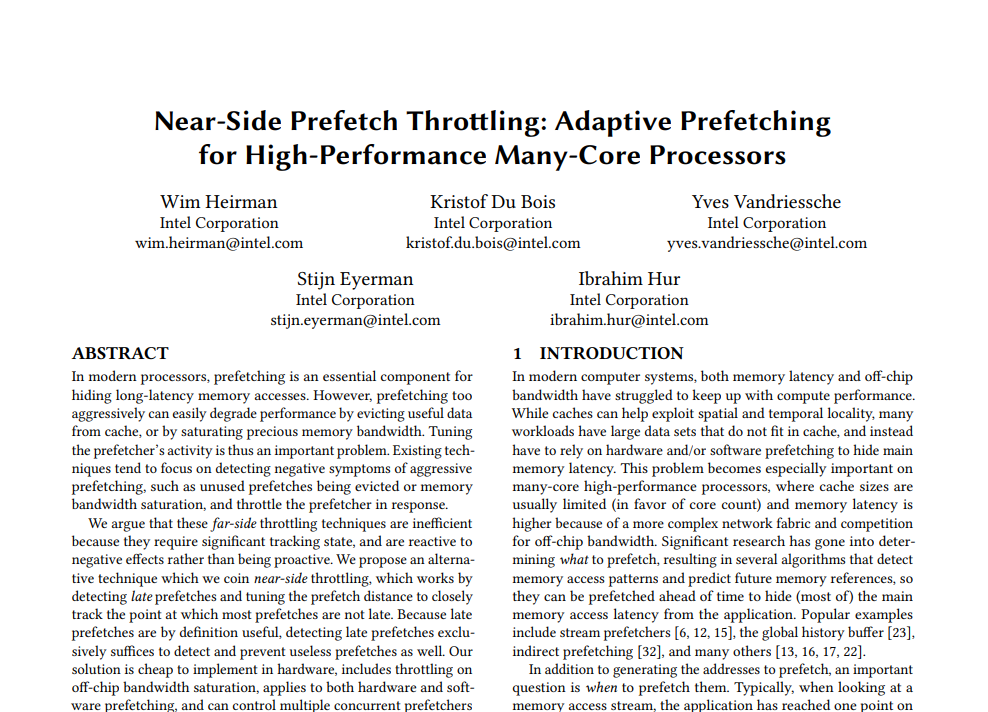 Near-Side Prefetch Throttling: Adaptive Prefetching
for High-Performance Many-Core Processors
Wim Heirman
Intel Corporation
wim.heirman@intel.com
Kristof Du Bois
Intel Corporation
kristof.du.bois@intel.com
Yves Vandriessche
Intel Corporation
yves.vandriessche@intel.com
Stijn Eyerman
Intel Corporation
stijn.eyerman@intel.com
Ibrahim Hur
Intel Corporation
ibrahim.hur@intel.com
ABSTRACT
In modern processors, prefetching is an essential component for
hiding long-latency memory accesses. However, prefetching too
aggressively can easily degrade performance by evicting useful data
from cache, or by saturating precious memory bandwidth. Tuning
the prefetcher's activity is thus an important problem. Existing tech-
niques tend to focus on detecting negative symptoms of aggressive
prefetching, such as unused prefetches being evicted or memory
bandwidth saturation, and throttle the prefetcher in response.
We argue that these far-side throttling techniques are inefficient
because they require significant tracking state, and are reactive to
negative effects rather than being proactive. We propose an alterna-
tive technique which we coin near-side throttling, which works by
detecting late prefetches and tuning the prefetch distance to closely
track the point at which most prefetches are not late. Because late
prefetches are by definition useful, detecting late prefetches exclu-
sively suffices to detect and prevent useless prefetches as well. Our
solution is cheap to implement in hardware, includes throttling on
off-chip bandwidth saturation, applies to both hardware and soft-
ware prefetching, and can control multiple concurrent prefetchers
1 INTRODUCTION
In modern computer systems, both memory latency and off-chip
bandwidth have struggled to keep up with compute performance.
While caches can help exploit spatial and temporal locality, many
workloads have large data sets that do not fit in cache, and instead
have to rely on hardware and/or software prefetching to hide main
memory latency. This problem becomes especially important on
many-core high-performance processors, where cache sizes are
usually limited (in favor of core count) and memory latency is
higher because of a more complex network fabric and competition
for off-chip bandwidth. Significant research has gone into deter-
mining what to prefetch, resulting in several algorithms that detect
memory access patterns and predict future memory references, so
they can be prefetched ahead of time to hide (most of) the main
memory access latency from the application. Popular examples
include stream prefetchers [6, 12, 15], the global history buffer [23],
indirect prefetching [32], and many others [13, 16, 17, 22].
In addition to generating the addresses to prefetch, an important
question is when to prefetch them. Typically, when looking at a
memory access stream, the application has reached one point on